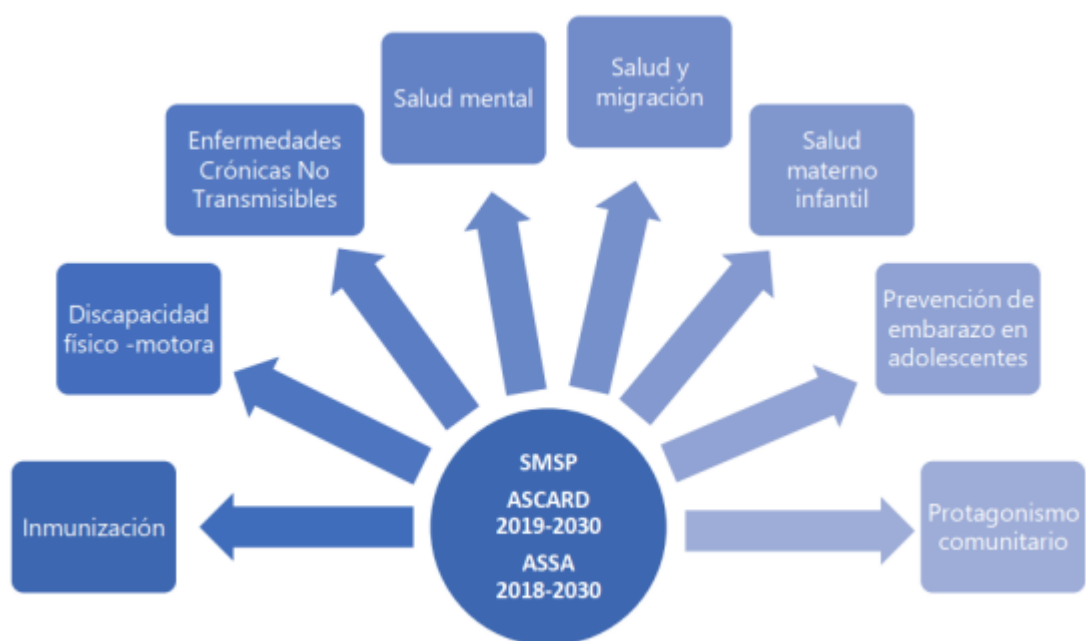 Salud mental
Salud y
migración
Enfermedades
Crónicas No
Transmisibles
Salud
materno
infantil
Discapacidad
físico -motora
Prevención de
embarazo en
adolescentes
Inmunización
SMSP
ASCARD
2019-2030
ASSA
2018-2030
Protagonismo
comunitario